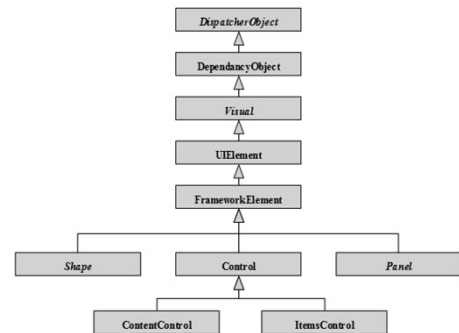 DispatcherObject
DependancyObject
Visual
UIElement
FrameworkElement
Shape
Control
Panel
ContentControl
ItemsControl